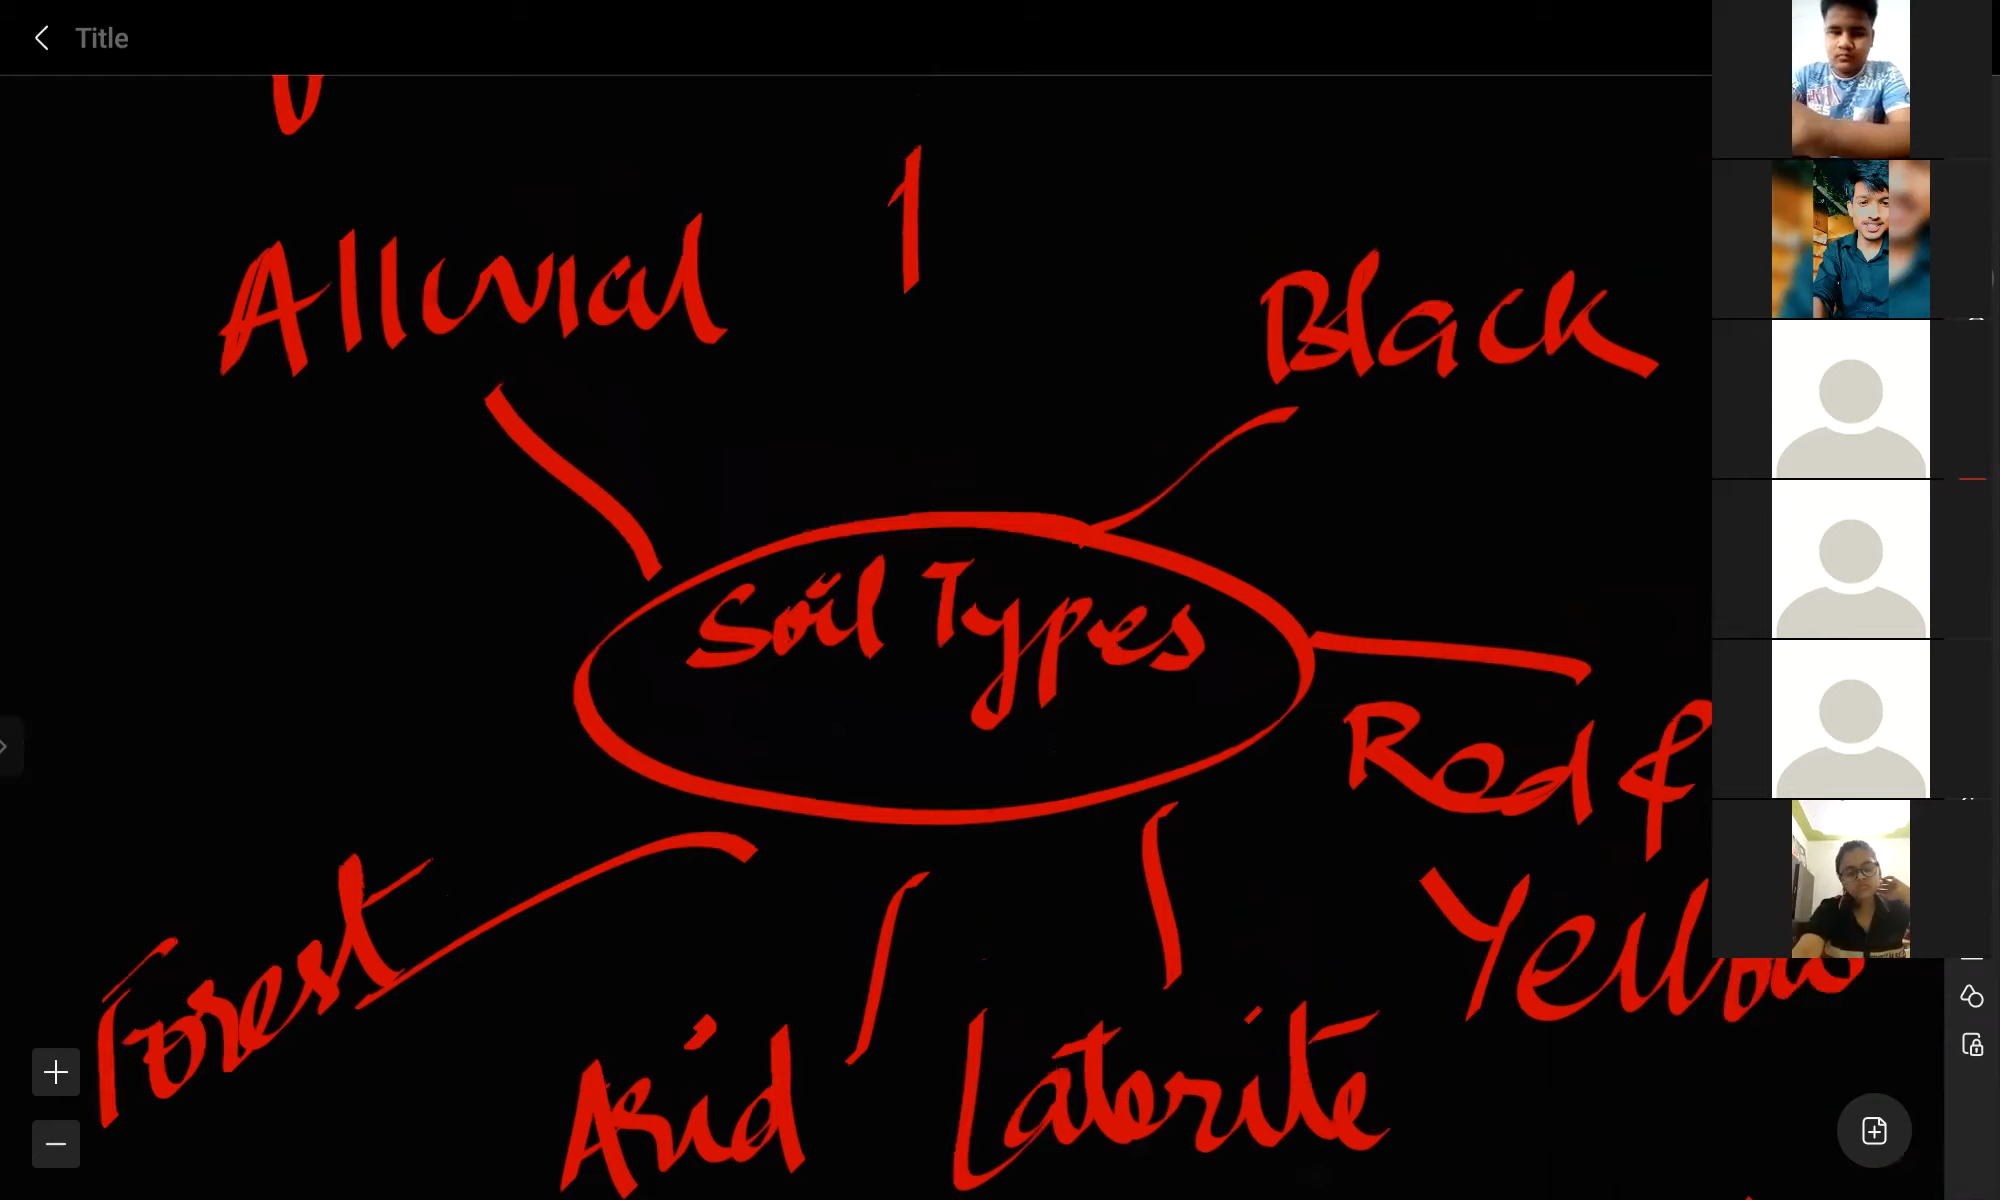 Title
Alluvial
Black
Soil Types
Red &
Yellow
Forest
Arid
Laterite